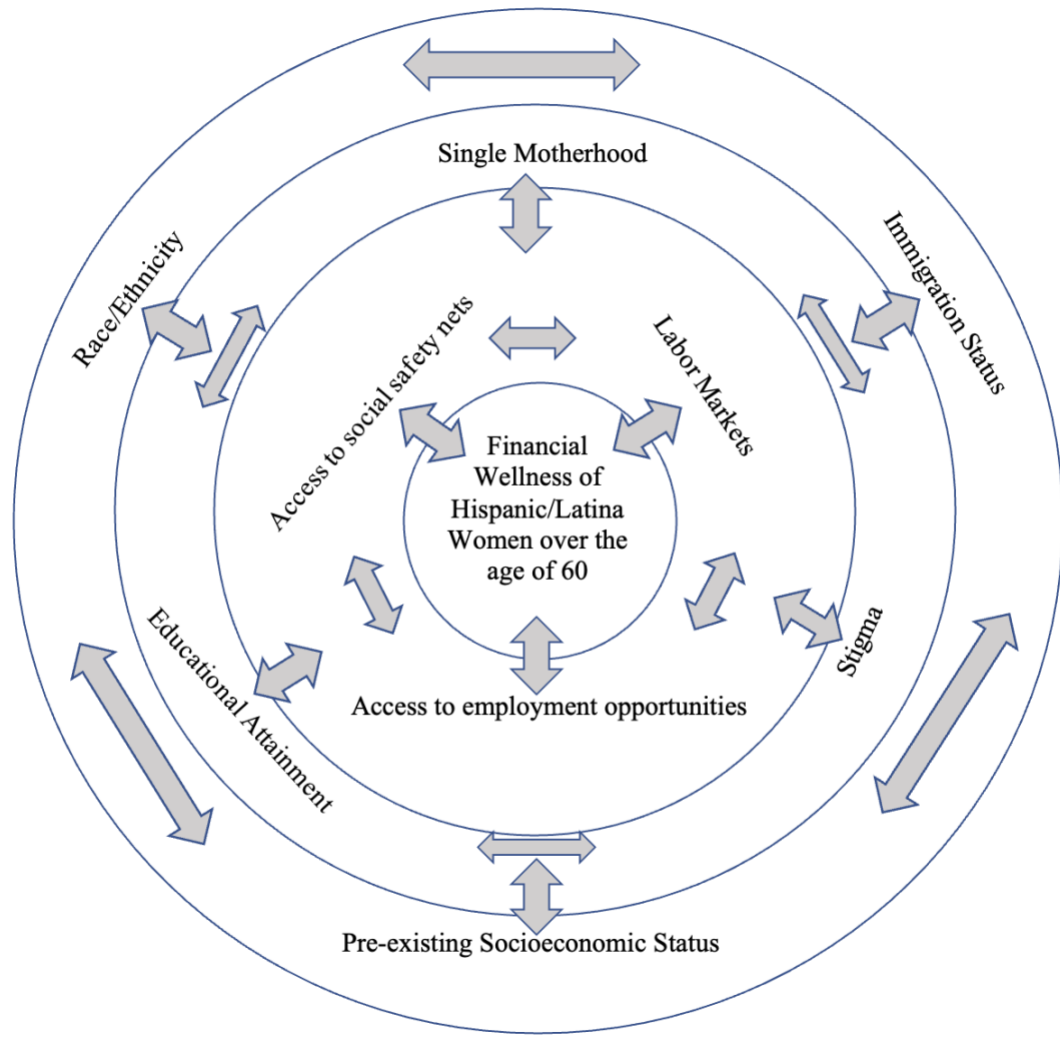 Single Motherhood
Race/Ethnicity
Immigration Status
Access to social safety nets
Labor Markets
Financial
Wellness of
Hispanic/Latina
Women over the
age of 60
Educational Attainment
Stigma
Access to employment opportunities
Pre-existing Socioeconomic Status